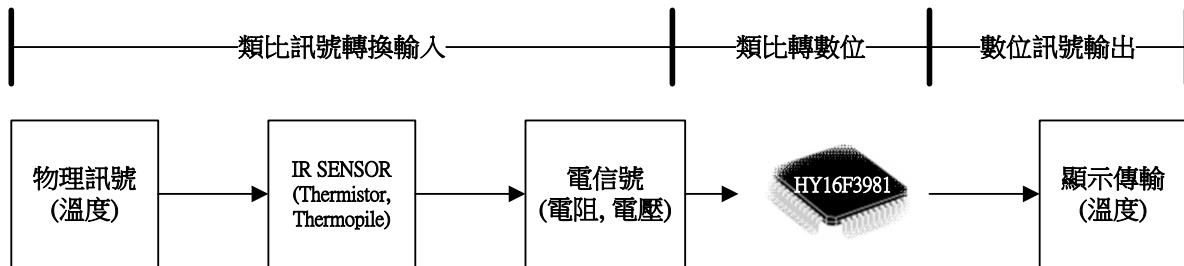 類比訊號轉換輸入
類比轉數位
數位訊號輸出
物理訊號
(溫度)
IR SENSOR
(Thermistor,
Thermopile)
電信號
(電阻, 電壓)
HY16F3981
顯示傳輸
(溫度)